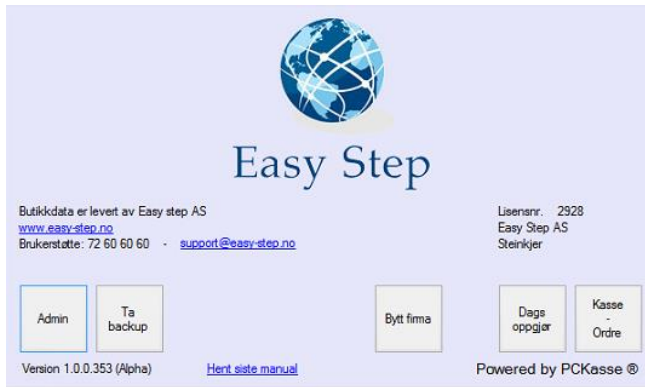 Easy Step
Butikkdata er levert av Easy step AS
www.easy-step.no
Brukerstøtte: 72 60 60 60 - support@easy-step.no
Lisensnr. 2928
Easy Step AS
Steinkjer
Admin
Ta
backup
Bytt firma
Dags
oppgjør
Kasse
-
Ordre
Version 1.0.0.353 (Alpha)
Hent siste manual
Powered by PCKasse ®